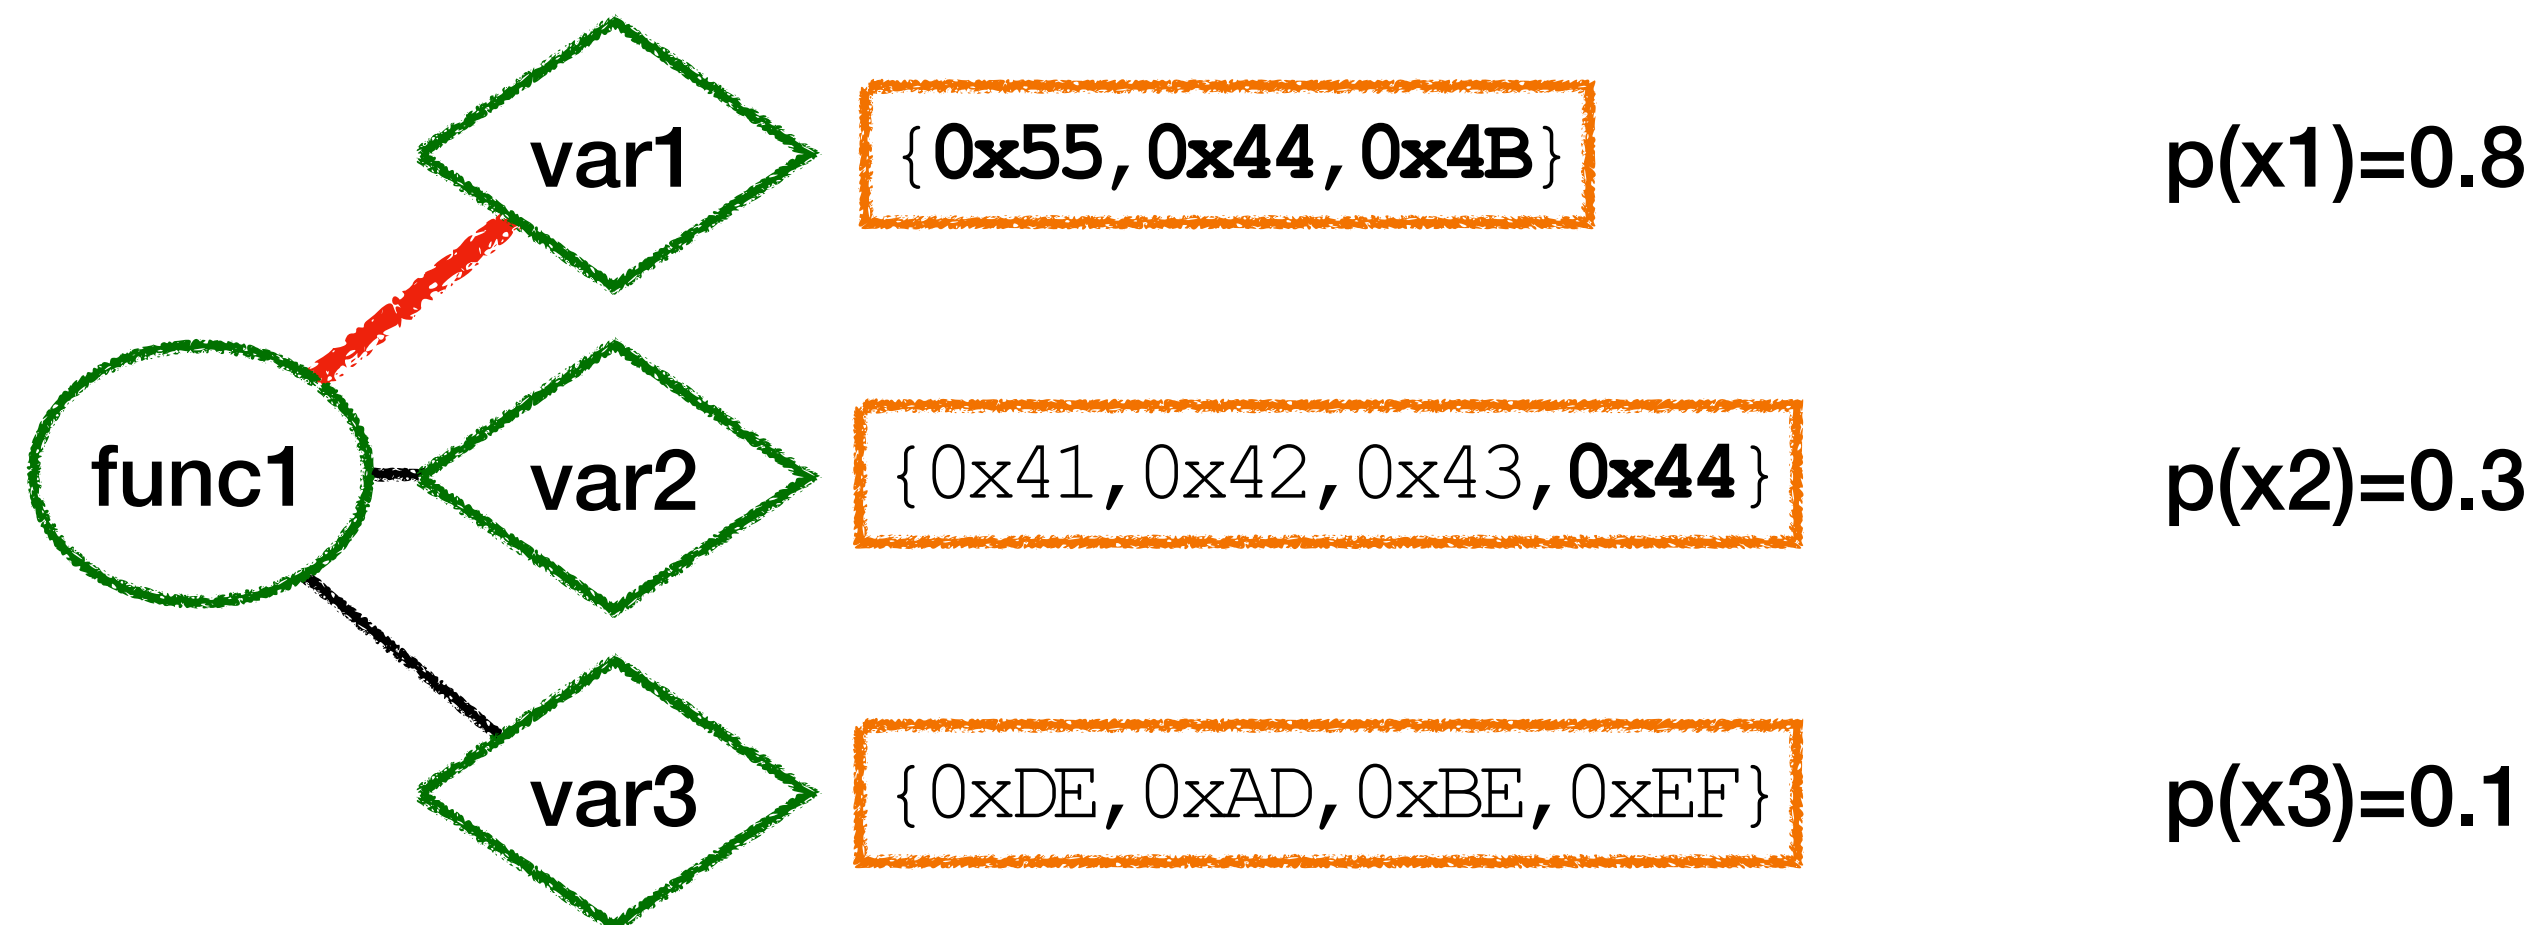 var1 {0x55,0x44,0x4B} p(x1)=0.8
func1 var2 {0x41,0x42,0x43,0x44} p(x2)=0.3
var3 {0xDE,0xAD,0xBE,0xEF} p(x3)=0.1